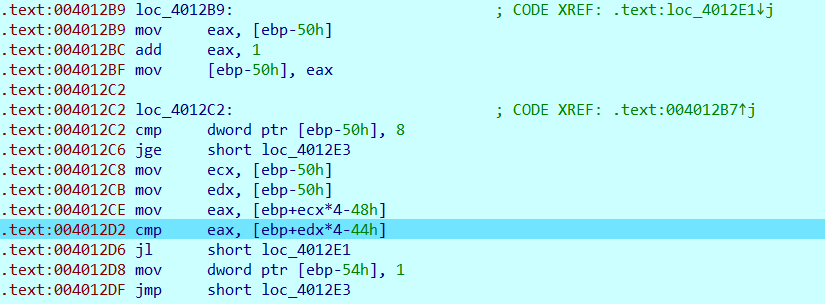 .text:004012B9 loc_4012B9: ; CODE XREF: .text:loc_4012E1↓j
.text:004012B9 mov eax, [ebp-50h]
.text:004012BC add eax, 1
.text:004012BF mov [ebp-50h], eax
.text:004012C2
.text:004012C2 loc_4012C2: ; CODE XREF: .text:004012B7↑j
.text:004012C2 cmp dword ptr [ebp-50h], 8
.text:004012C6 jge short loc_4012E3
.text:004012C8 mov ecx, [ebp-50h]
.text:004012CB mov edx, [ebp-50h]
.text:004012CE mov eax, [ebp+ecx*4-48h]
.text:004012D2 cmp eax, [ebp+edx*4-44h]
.text:004012D6 jl short loc_4012E1
.text:004012D8 mov dword ptr [ebp-54h], 1
.text:004012DF jmp short loc_4012E3